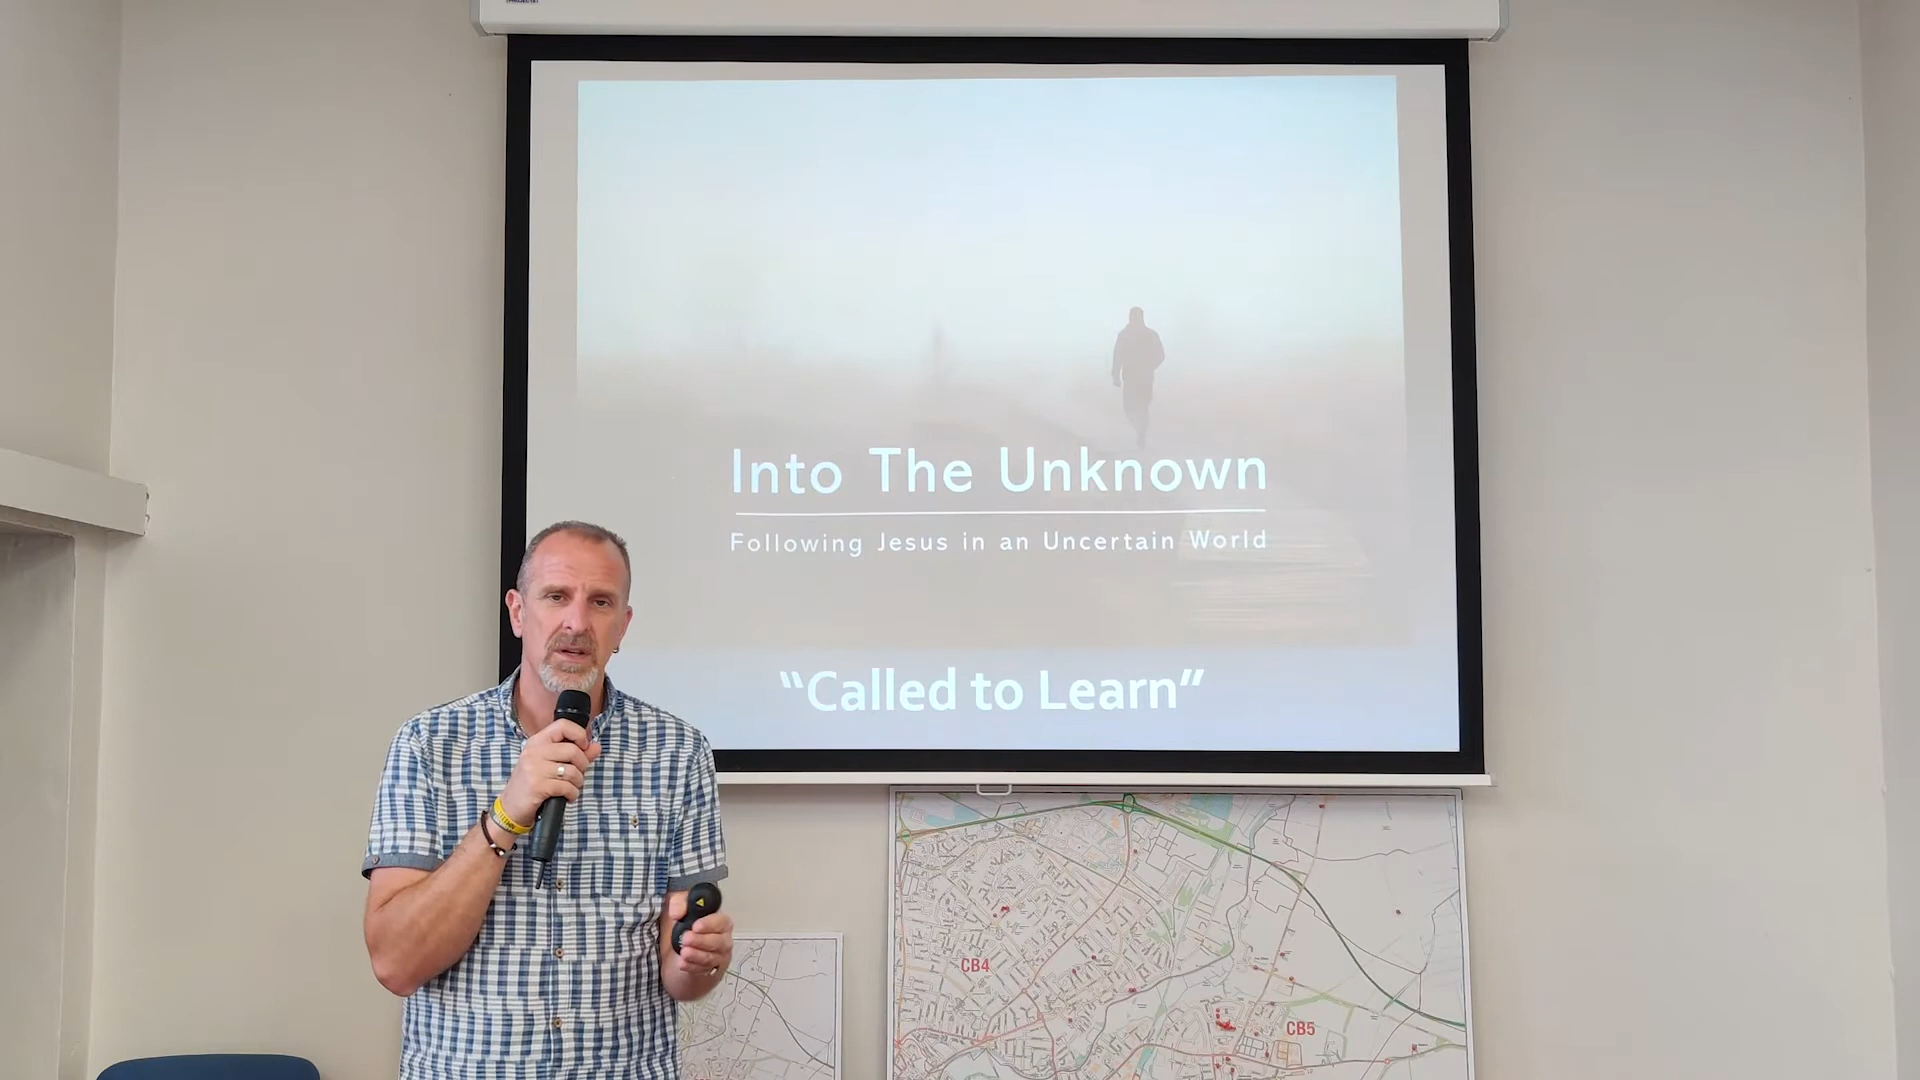 Into The Unknown
Following Jesus in an Uncertain World
“Called to Learn”
CB4
CB5